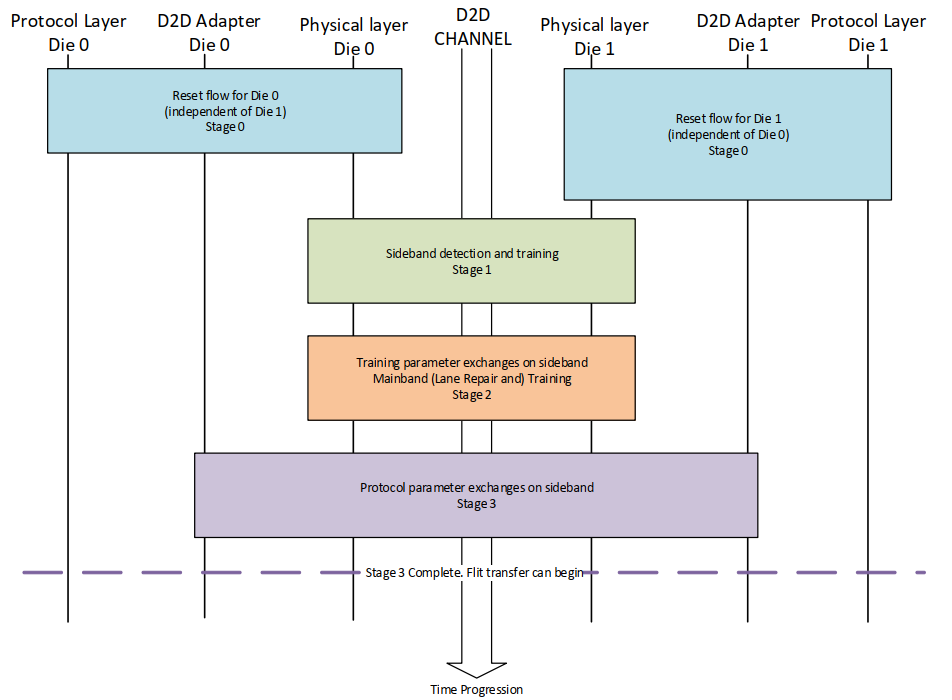 Protocol Layer
Die 0
D2D Adapter
Die 0
Physical layer
Die 0
D2D
CHANNEL
Physical layer
Die 1
D2D Adapter
Die 1
Protocol Layer
Die 1
Reset flow for Die 0
(independent of Die 1)
Stage 0
Reset flow for Die 1
(independent of Die 0)
Stage 0
Sideband detection and training
Stage 1
Training parameter exchanges on sideband
Mainband (Lane Repair and) Training
Stage 2
Protocol parameter exchanges on sideband
Stage 3
Stage 3 Complete. Flit transfer can begin
Time Progression